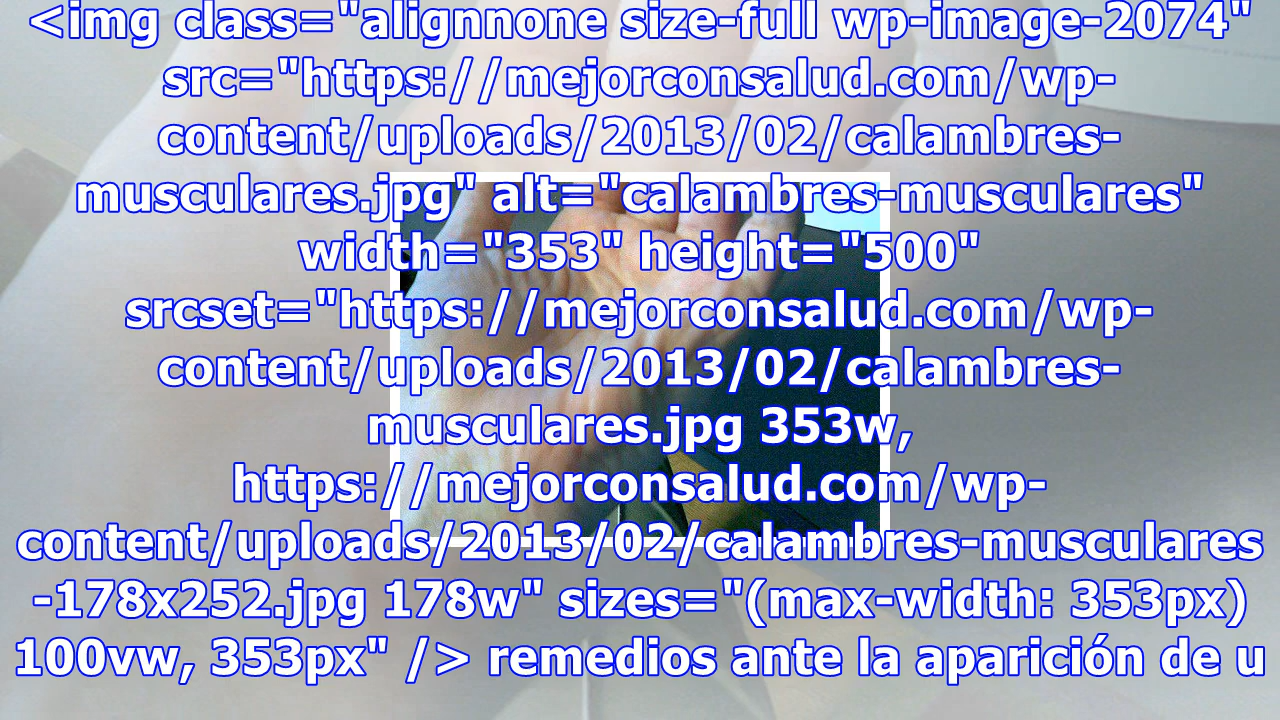 <img class="alignnone size-full wp-image-2074"
src="https://mejorconsalud.com/wp-
content/uploads/2013/02/calambres-
musculares.jpg" alt="calambres-musculares"
width="353" height="500"
srcset="https://mejorconsalud.com/wp-
content/uploads/2013/02/calambres-
musculares.jpg 353w,
https://mejorconsalud.com/wp-
content/uploads/2013/02/calambres-musculares
-178x252.jpg 178w" sizes="(max-width: 353px)
100vw, 353px" /> remedios ante la aparición de u